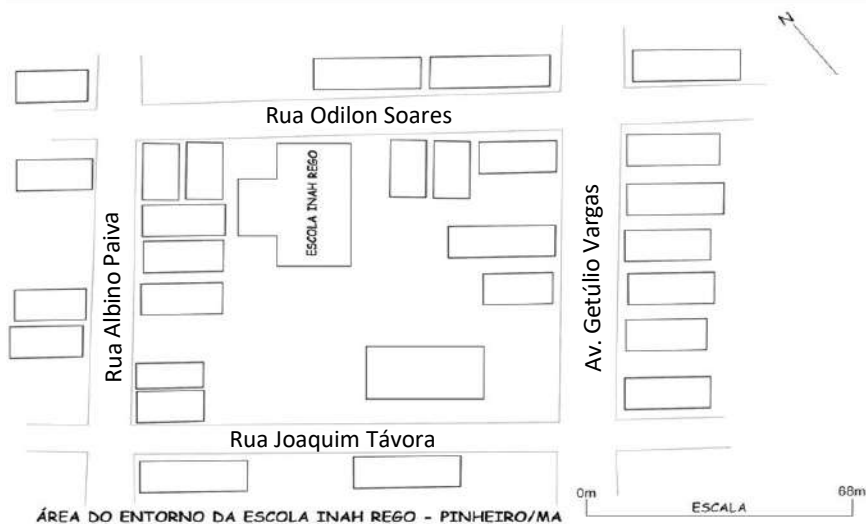 N
Rua Odilon Soares
ESCOLA INAH REGO
Rua Albino Paiva
Av. Getúlio Vargas
Rua Joaquim Távora
0m
68m
ESCALA
ÁREA DO ENTORNO DA ESCOLA INAH REGO - PINHEIRO/MA